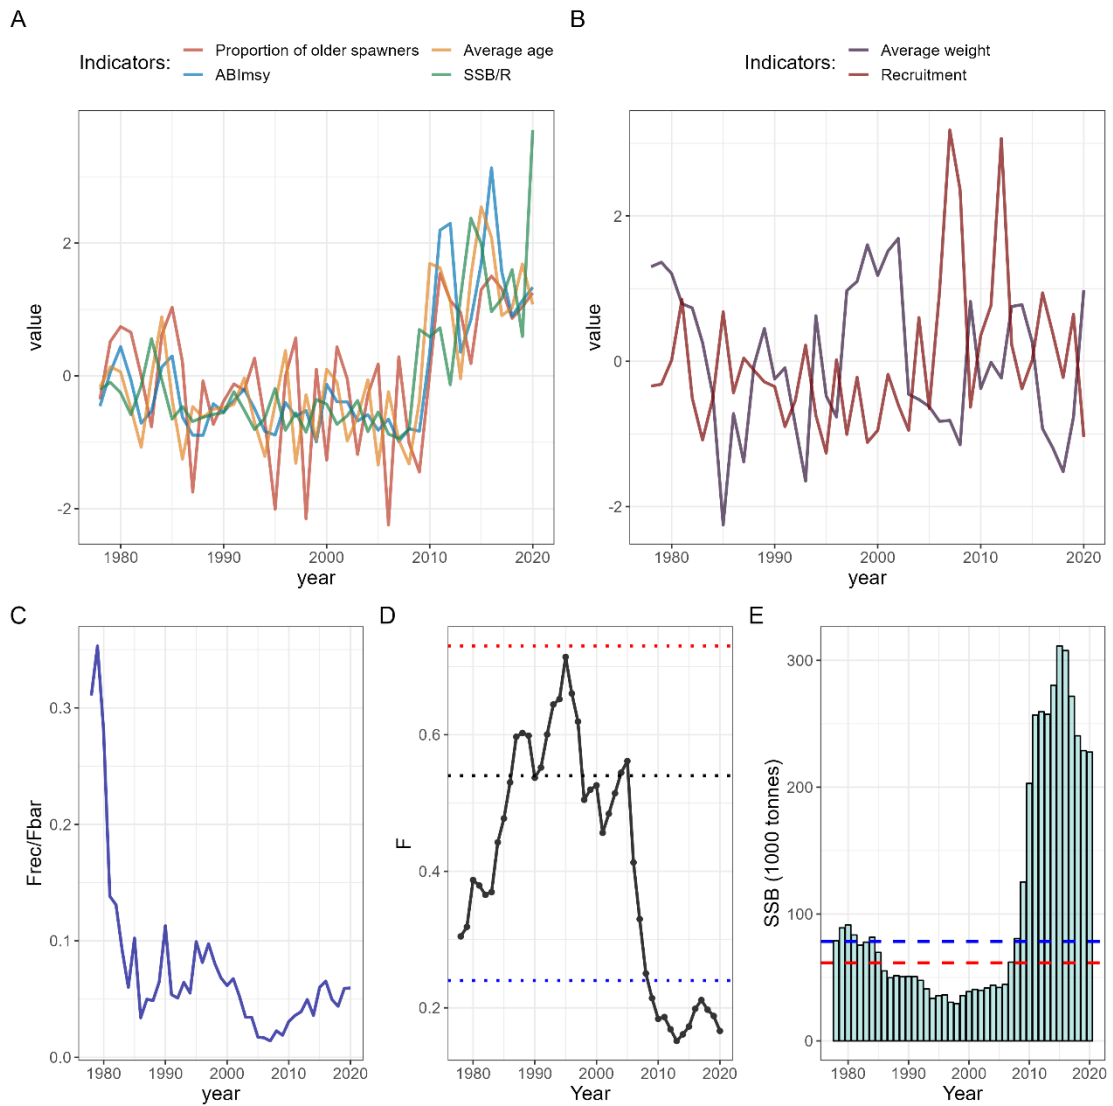 A
Indicators:
Proportion of older spawners
Average age
ABImsy
SSB/R
value
2
0
-2
1980
1990
2000
2010
2020
year
B
Indicators:
Average weight
Recruitment
value
2
0
-2
1980
1990
2000
2010
2020
year
C
Frec/Fbar
0.3
0.2
0.1
0.0
1980
1990
2000
2010
2020
year
D
F
0.6
0.4
0.2
1980
1990
2000
2010
2020
Year
E
SSB (1000 tonnes)
300
200
100
0
1980
1990
2000
2010
2020
Year